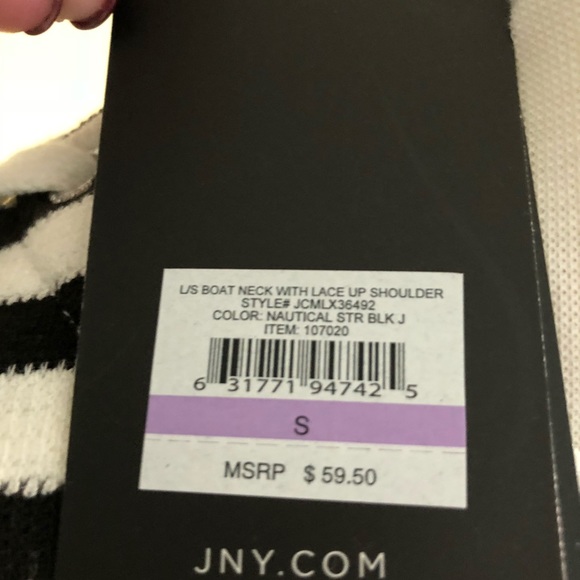 L/S BOAT NECK WITH LACE UP SHOULDER
STYLE# JCMLX36492
COLOR: NAUTICAL STR BLK J
ITEM: 107020
6 31771 94742 5
S
MSRP $ 59.50
JNY.COM